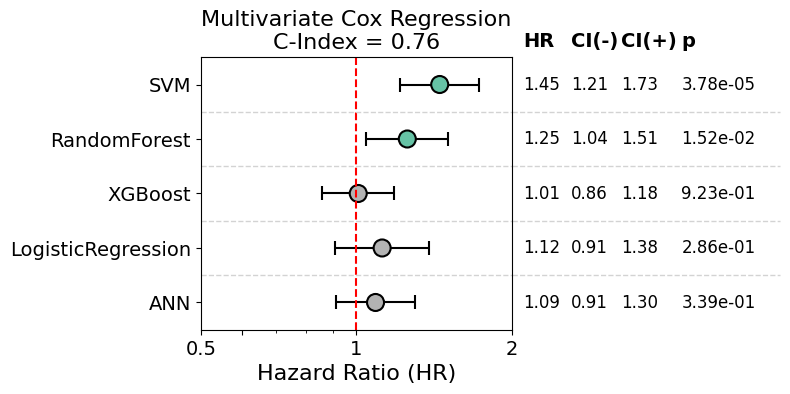 Multivariate Cox Regression
C-Index = 0.76
HR CI(-) CI(+) p
SVM 1.45 1.21 1.73 3.78e-05
RandomForest 1.25 1.04 1.51 1.52e-02
XGBoost 1.01 0.86 1.18 9.23e-01
LogisticRegression 1.12 0.91 1.38 2.86e-01
ANN 1.09 0.91 1.30 3.39e-01
0.5 1 2
Hazard Ratio (HR)